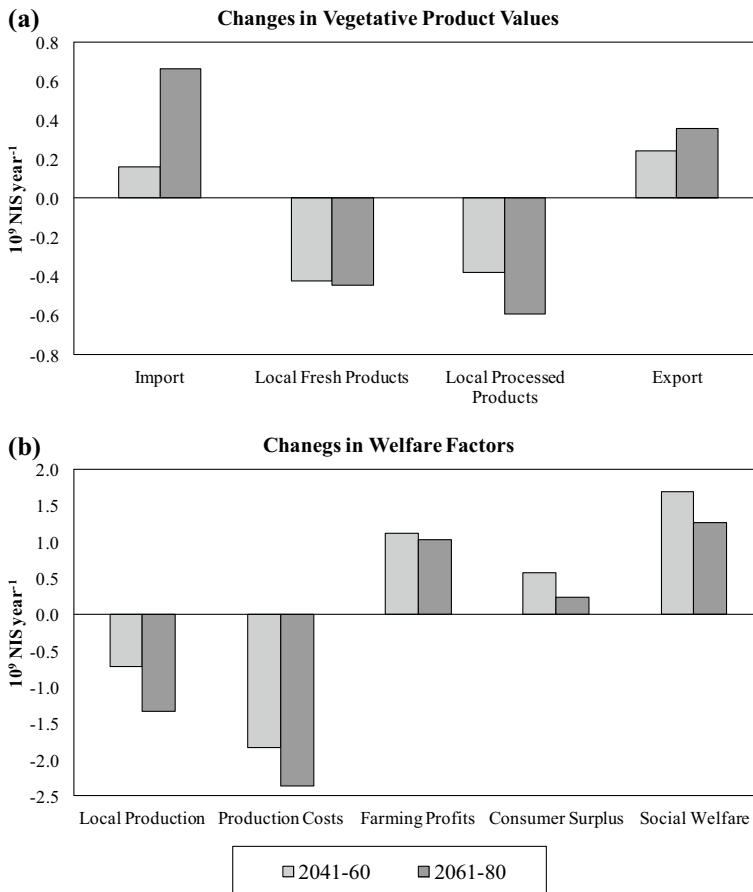 (a)
Changes in Vegetative Product Values
10⁹ NIS year⁻¹
0.8
0.6
0.4
0.2
0.0
-0.2
-0.4
-0.6
-0.8
Import
Local Fresh Products
Local Processed
Products
Export
(b)
Chanegs in Welfare Factors
10⁹ NIS year⁻¹
2.0
1.5
1.0
0.5
0.0
-0.5
-1.0
-1.5
-2.0
-2.5
Local Production
Production Costs
Farming Profits
Consumer Surplus
Social Welfare
2041-60
2061-80